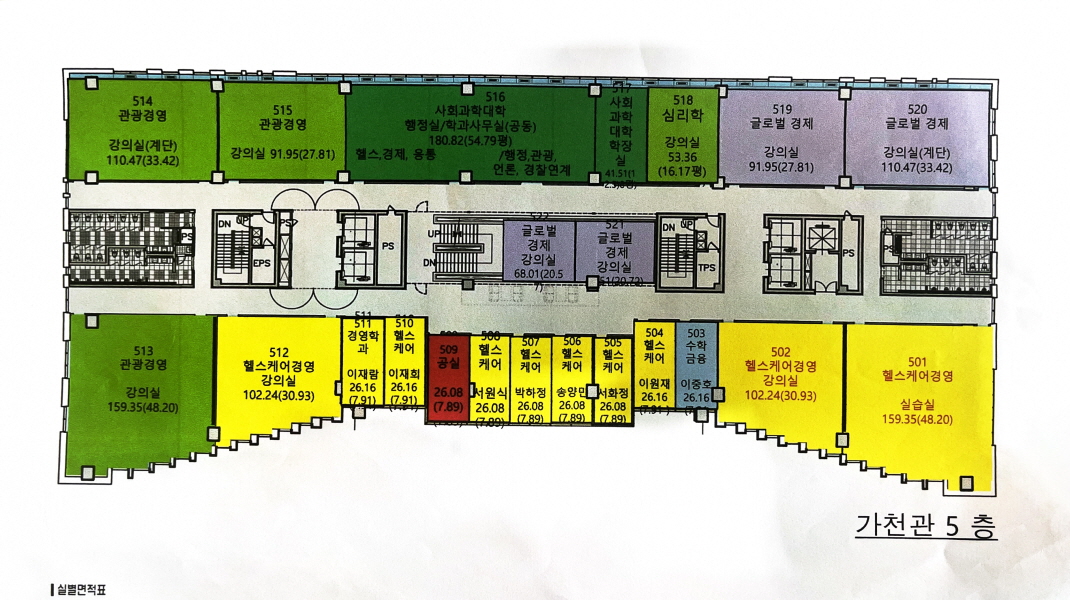 514
관광경영
강의실(계단)
110.47(33.42)
515
관광경영
강의실 91.95(27.81)
516
사회과학대학
행정실/학과사무실(공동)
180.82(54.79평)
헬스,경제, 응통 /행정,관광,
언론, 경찰연계
517
사회
과학
대학
학장
실
518
심리학
강의실
53.36
(16.17평)
519
글로벌 경제
강의실
91.95(27.81)
520
글로벌 경제
강의실(계단)
110.47(33.42)
PS
DN
UP
EPS
PS
PS
UP
DN
522
글로벌
경제
강의실
68.01(20.5
7)
521
글로벌
경제
강의실
DN
UP
TPS
PS
PS
513
관광경영
강의실
159.35(48.20)
512
헬스케어경영
강의실
102.24(30.93)
511
511
경영학
과
이재람
26.16
(7.91)
510
헬스
케어
이재희
26.16
(7.91)
509
공실
26.08
(7.89)
508
헬스
케어
서원식
26.08
(7.89)
507
헬스
케어
박하정
26.08
(7.89)
506
헬스
케어
송양민
26.08
(7.89)
505
헬스
케어
서화정
26.08
(7.89)
504
헬스
케어
이원재
26.16
(7.91)
503
수학
금융
이중호
26.16
502
헬스케어경영
강의실
102.24(30.93)
501
헬스케어경영
실습실
159.35(48.20)
가천관 5 층
실별면적표